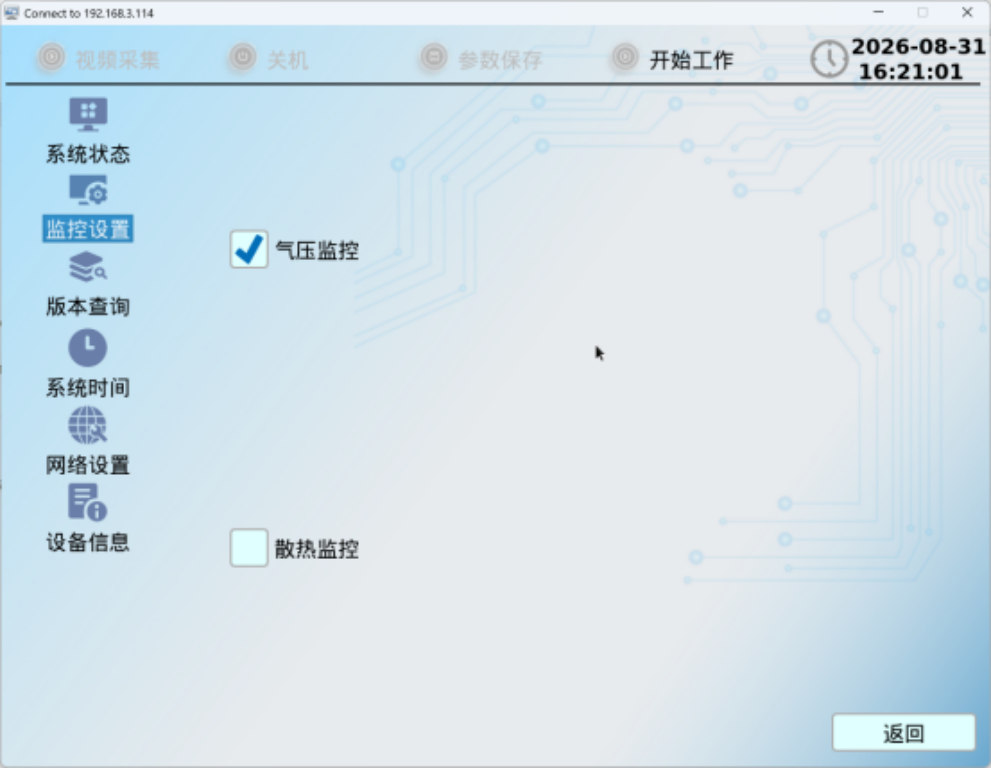 Connect to 192.168.3.114
视频采集 关机 参数保存 开始工作 2026-08-31
16:21:01
系统状态
监控设置
气压监控
版本查询
系统时间
网络设置
设备信息
散热监控
返回